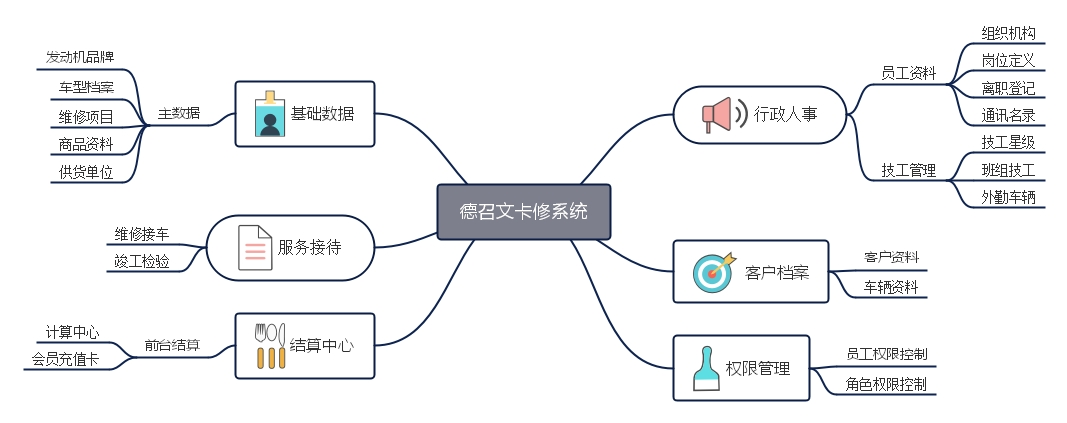 德召文卡修系统
基础数据
主数据
发动机品牌
车型档案
维修项目
商品资料
供货单位
服务接待
维修接车
竣工检验
结算中心
前台结算
计算中心
会员充值卡
行政人事
员工资料
组织机构
岗位定义
离职登记
通讯名录
技工管理
技工星级
班组技工
外勤车辆
客户档案
客户资料
车辆资料
权限管理
员工权限控制
角色权限控制